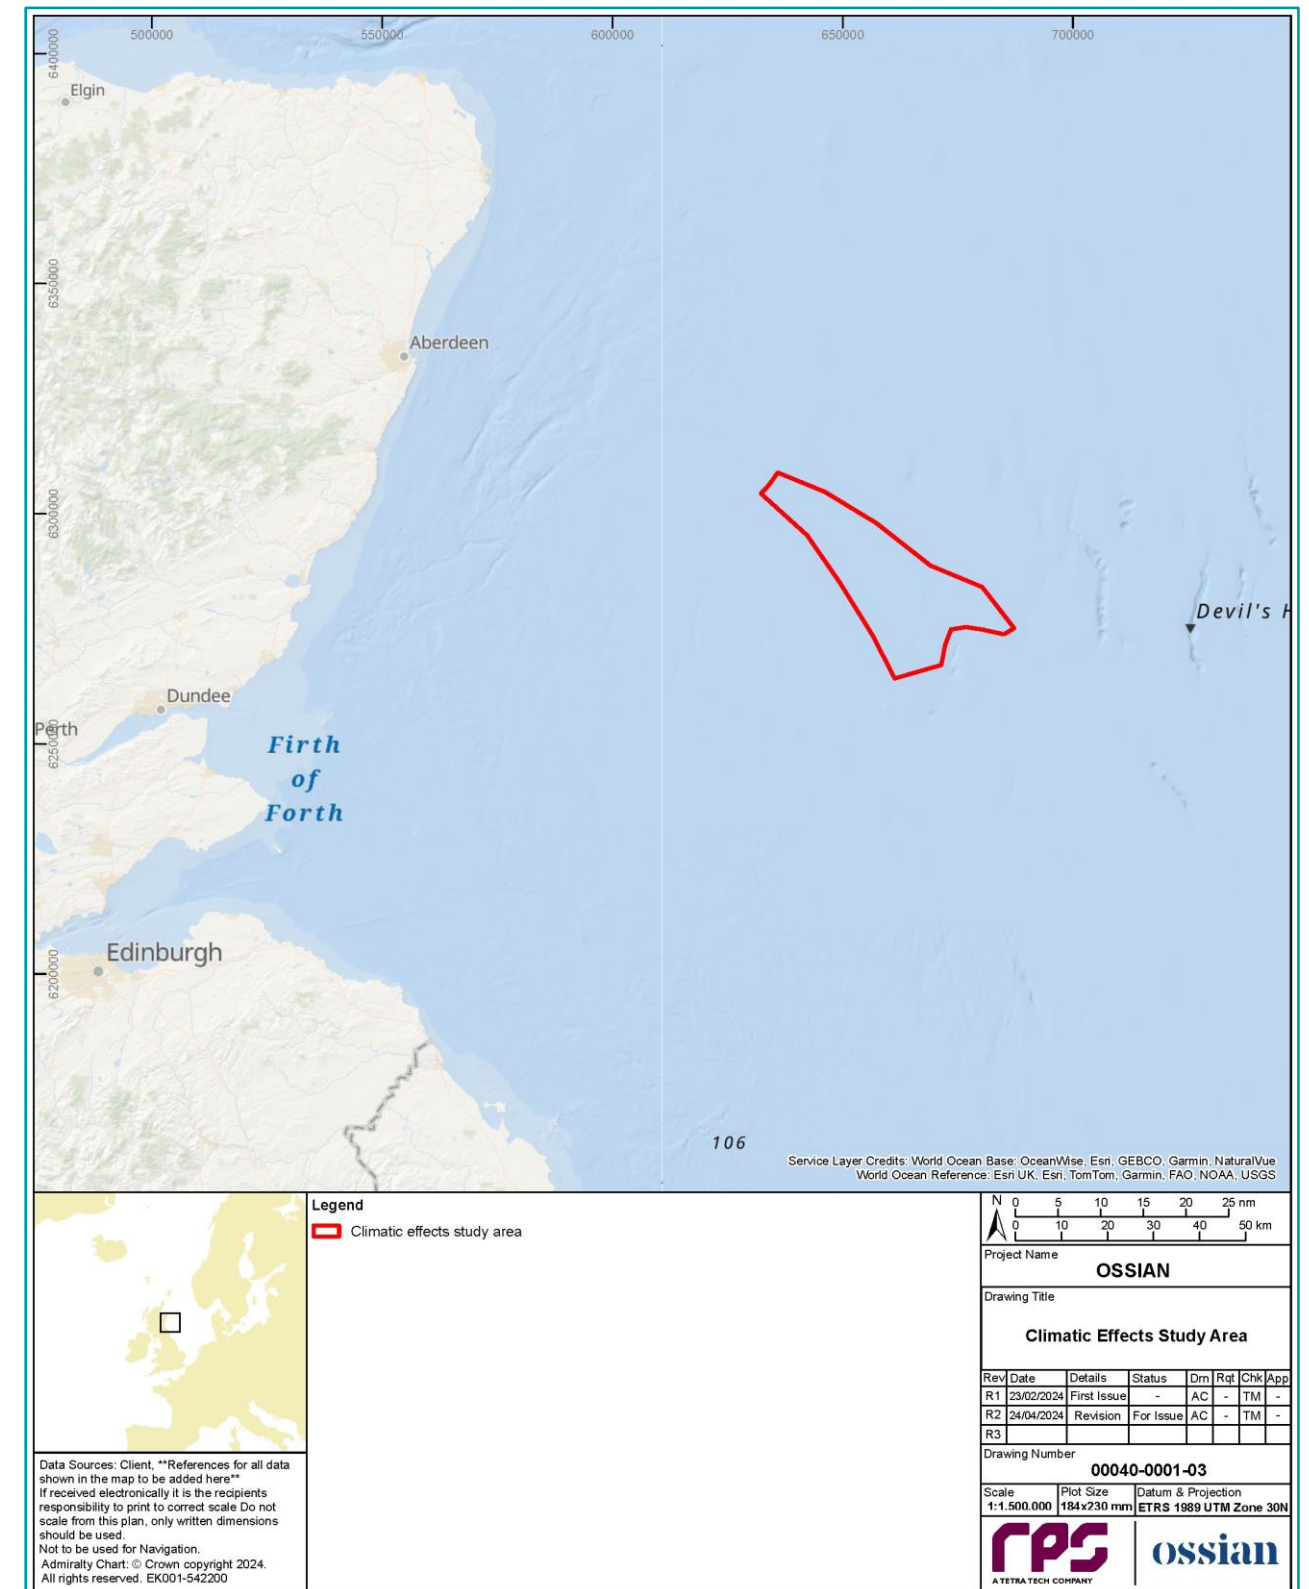 500000 550000 600000 650000 700000
6400000
Elgin
6350000
Aberdeen
6300000
Devil's H
Dundee
Perth
6250000
Firth
of
Forth
Edinburgh
6200000
106
Service Layer Credits: World Ocean Base: OceanWise, Esri, GEBCO, Garmin, NaturalVue
World Ocean Reference: Esri UK, Esri, TomTom, Garmin, FAO, NOAA, USGS
Legend
Climatic effects study area
N 0 5 10 15 20 25 nm
0 10 20 30 40 50 km
Project Name
OSSIAN
Drawing Title
Climatic Effects Study Area
Rev Date Details Status Drn Rqt Chk App
R1 23/02/2024 First Issue - AC - TM -
R2 24/04/2024 Revision For Issue AC - TM -
R3
Drawing Number
00040-0001-03
Scale Plot Size Datum & Projection
1:1.500.000 184x230 mm ETRS 1989 UTM Zone 30N
rps
A TETRA TECH COMPANY
ossian
Data Sources: Client, **References for all data
shown in the map to be added here**
If received electronically it is the recipients
responsibility to print to correct scale Do not
scale from this plan, only written dimensions
should be used.
Not to be used for Navigation.
Admiralty Chart: © Crown copyright 2024.
All rights reserved. EK001-542200